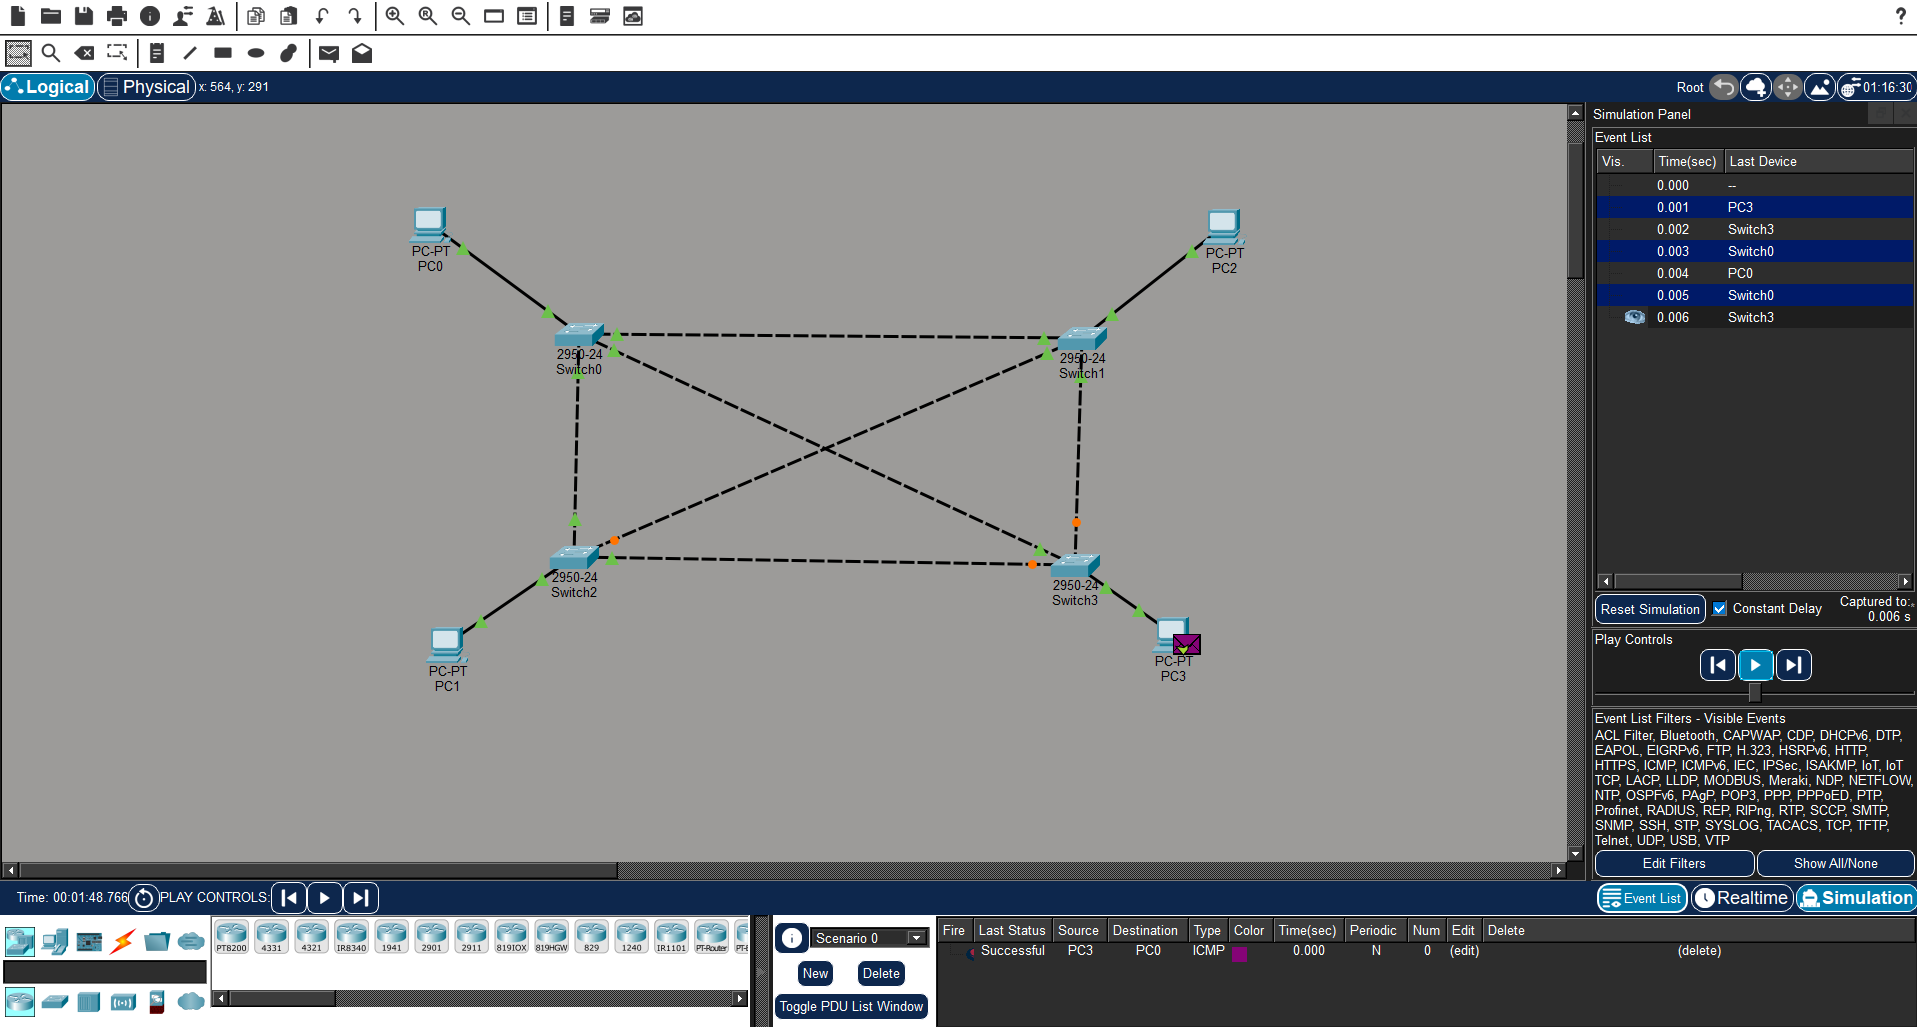 ?
Logical
Physical
x: 564, y: 291
Root
01:16:30
PC-PT
PC0
PC-PT
PC2
2950-24
Switch0
2950-24
Switch1
2950-24
Switch2
2950-24
Switch3
PC-PT
PC1
PC-PT
PC3
Simulation Panel
Event List
Vis. Time(sec) Last Device
0.000 --
0.001 PC3
0.002 Switch3
0.003 Switch0
0.004 PC0
0.005 Switch0
0.006 Switch3
Reset Simulation
Constant Delay
Captured to:
0.006 s
Play Controls
Event List Filters - Visible Events
ACL Filter, Bluetooth, CAPWAP, CDP, DHCPv6, DTP,
EAPOL, EIGRPv6, FTP, H.323, HSRPv6, HTTP,
HTTPS, ICMP, ICMPv6, IEC, IPSec, ISAKMP, IoT, IoT
TCP, LACP, LLDP, MODBUS, Meraki, NDP, NETFLOW,
NTP, OSPFv6, PAgP, POP3, PPP, PPPoED, PTP,
Profinet, RADIUS, REP, RIPng, RTP, SCCP, SMTP,
SNMP, SSH, STP, SYSLOG, TACACS, TCP, TFTP,
Telnet, UDP, USB, VTP
Edit Filters
Show All/None
Time: 00:01:48.766
PLAY CONTROLS:
Event List
Realtime
Simulation
PT8200 4331 4321 IR8340 1941 2901 2911 819IOX 819HGW 829 1240 IR1101 PT-Router
Scenario 0
New
Delete
Toggle PDU List Window
Fire Last Status Source Destination Type Color Time(sec) Periodic Num Edit Delete
Successful PC3 PC0 ICMP 0.000 N 0 (edit) (delete)